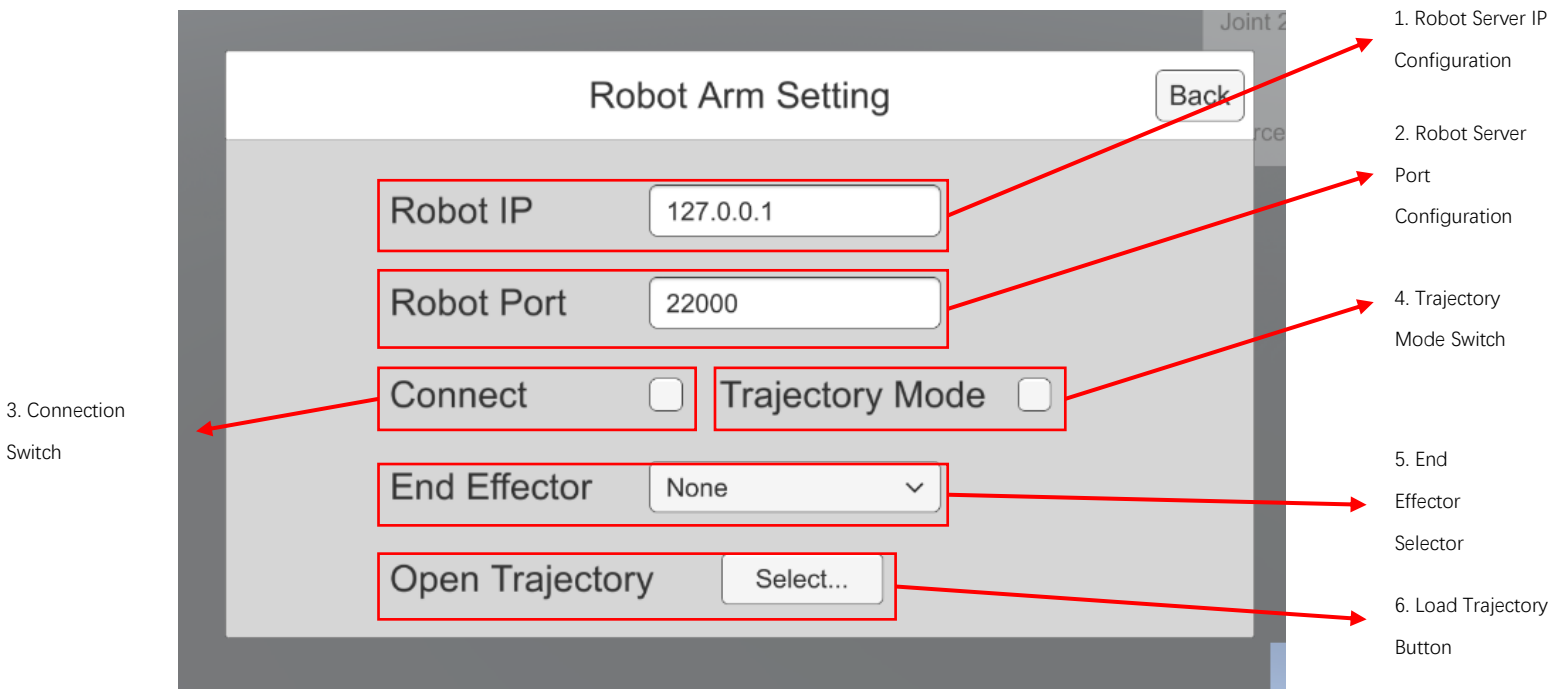 Joint 2
1. Robot Server IP
Configuration
Robot Arm Setting
Back
2. Robot Server
Port
Configuration
Robot IP
127.0.0.1
Robot Port
22000
4. Trajectory
Mode Switch
Connect
Trajectory Mode
3. Connection
Switch
End Effector
None
5. End
Effector
Selector
Open Trajectory
Select...
6. Load Trajectory
Button